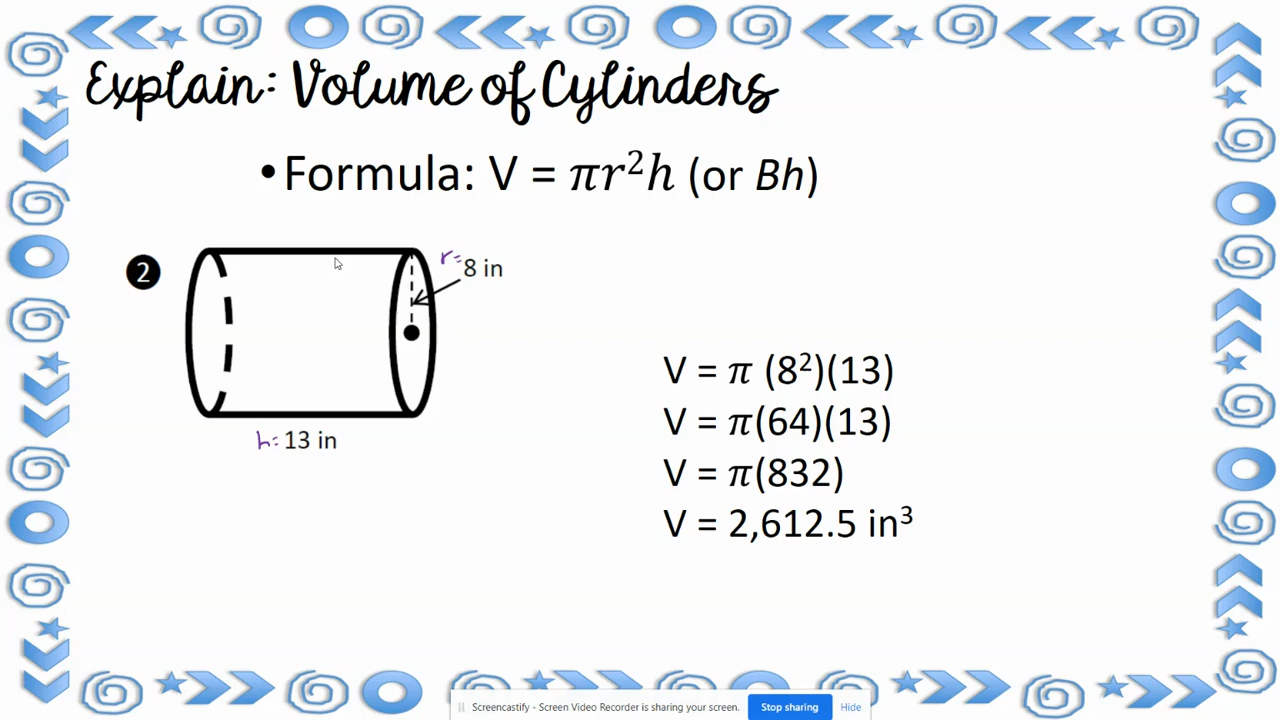 Explain: Volume of Cylinders
•Formula: V = πr²h (or Bh)
2
r=
8 in
h= 13 in
V = π (8²)(13)
V = π(64)(13)
V = π(832)
V = 2,612.5 in³
Screencastify - Screen Video Recorder is sharing your screen. Stop sharing Hide